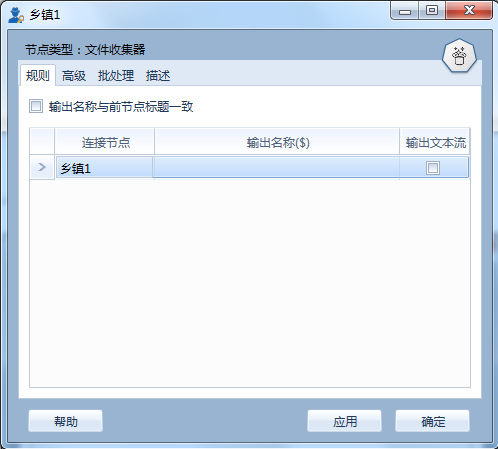 乡镇1
节点类型：文件收集器
规则 高级 批处理 描述
输出名称与前节点标题一致
连接节点 输出名称($) 输出文本流
乡镇1
帮助 应用 确定